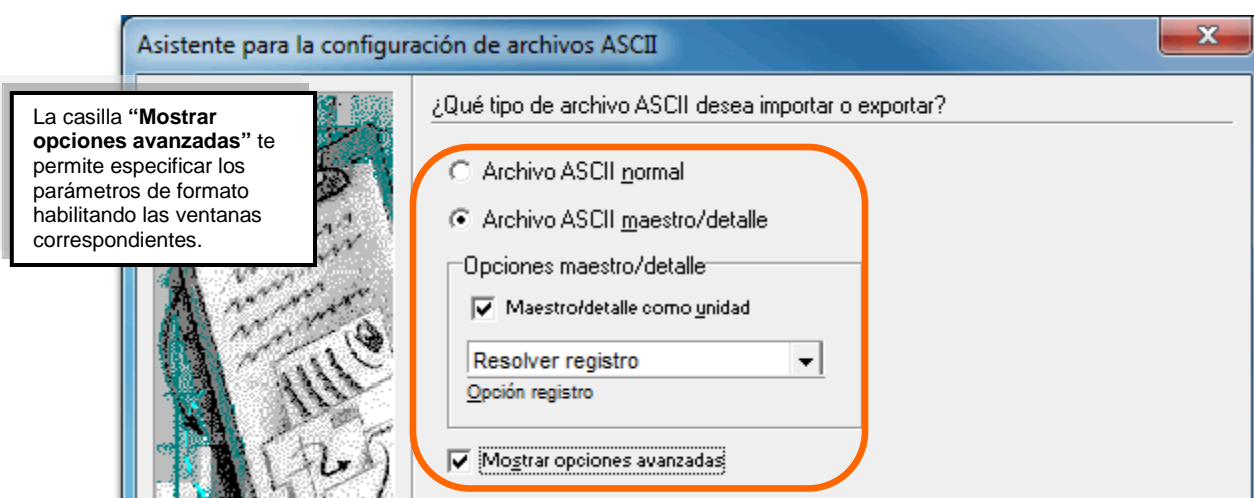 Asistente para la configuración de archivos ASCII
La casilla “Mostrar
opciones avanzadas” te
permite especificar los
parámetros de formato
habilitando las ventanas
correspondientes.
¿Qué tipo de archivo ASCII desea importar o exportar?
Archivo ASCII normal
Archivo ASCII maestro/detalle
Opciones maestro/detalle
Maestro/detalle como unidad
Resolver registro
Opción registro
Mostrar opciones avanzadas